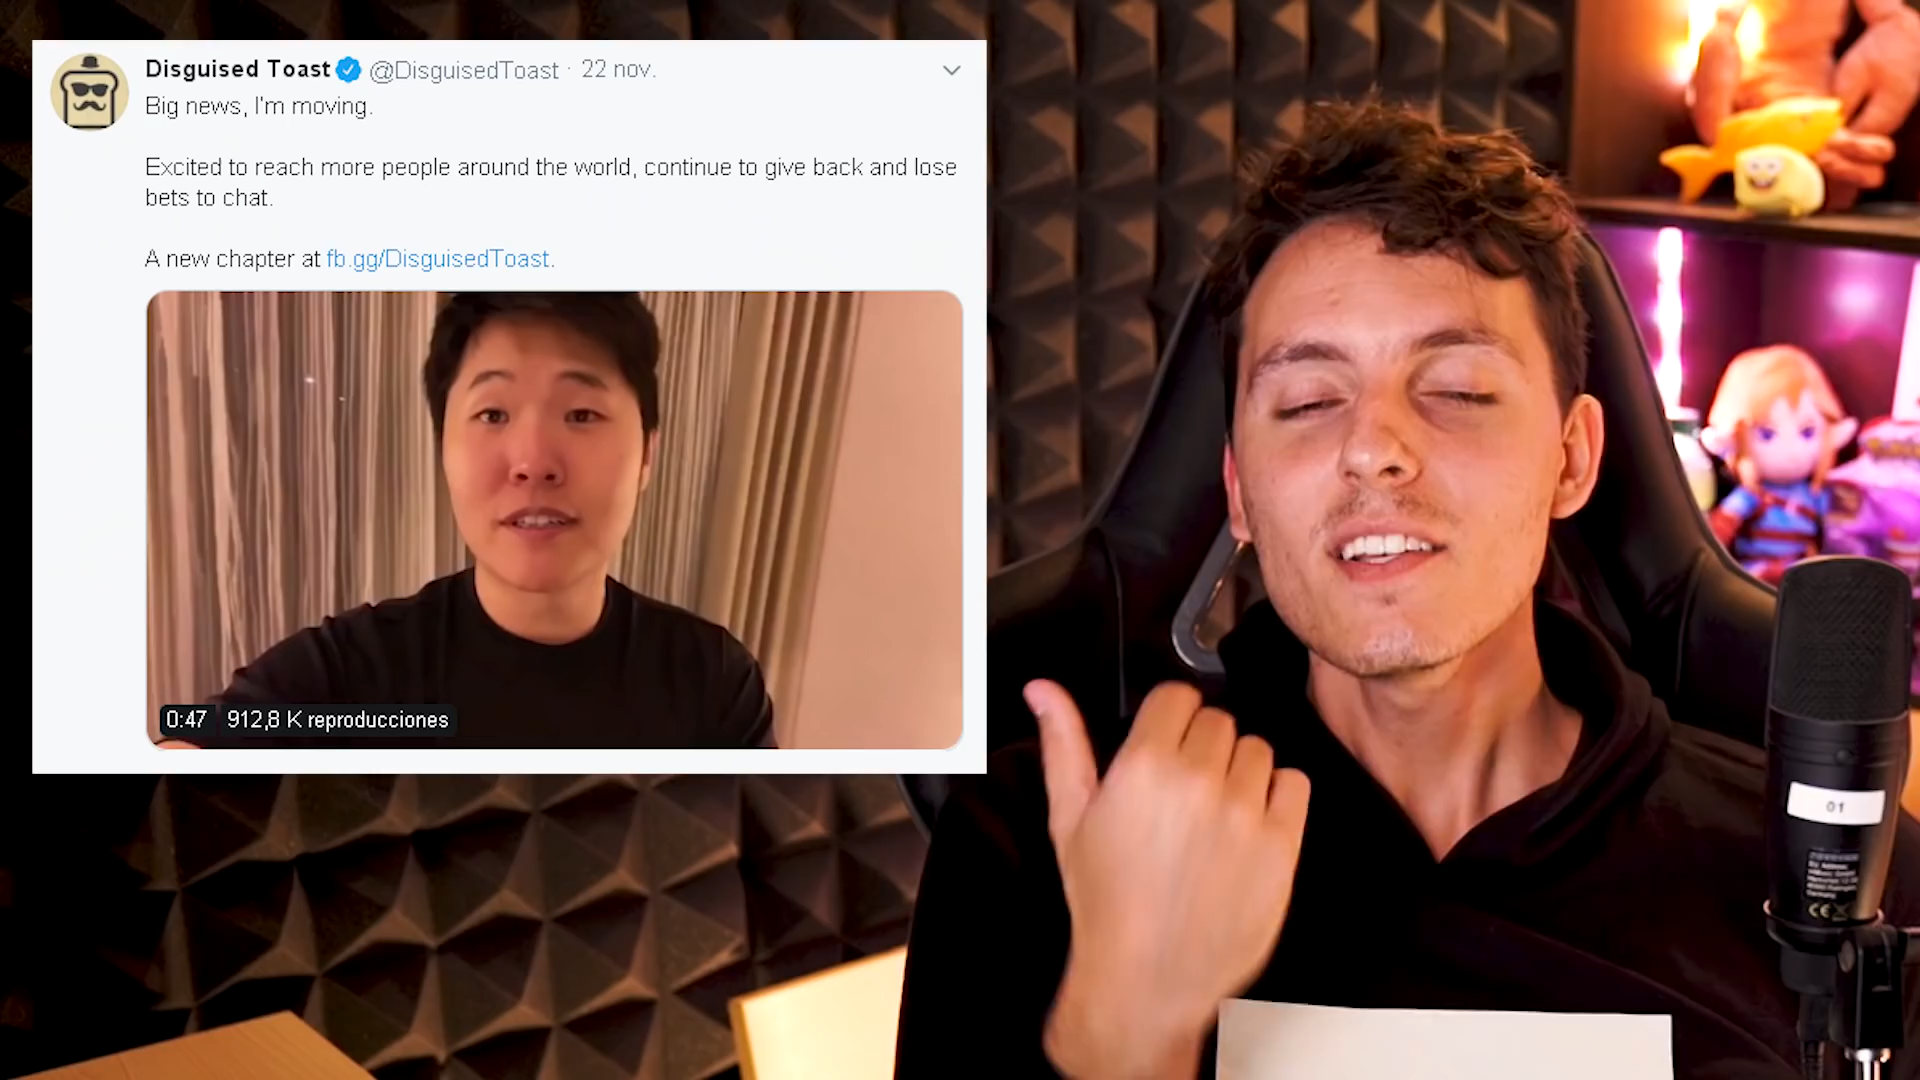 Disguised Toast @DisguisedToast · 22 nov.
Big news, I'm moving.
Excited to reach more people around the world, continue to give back and lose
bets to chat.
A new chapter at fb.gg/DisguisedToast.
0:47 912,8 K reproducciones
01